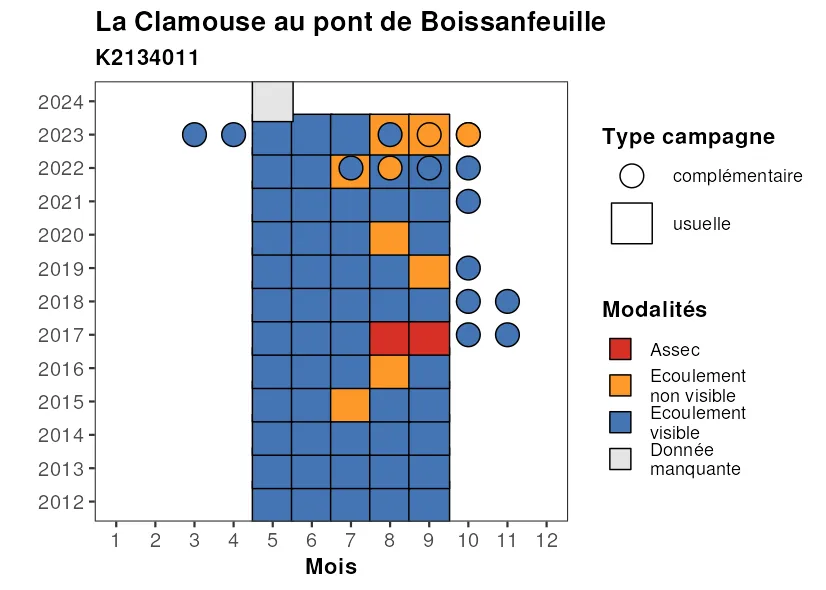 La Clamouse au pont de Boissanfeuille
K2134011
2024
2023
2022
2021
2020
2019
2018
2017
2016
2015
2014
2013
2012
1 2 3 4 5 6 7 8 9 10 11 12
Mois
Type campagne
complémentaire
usuelle
Modalités
Assec
Ecoulement
non visible
Ecoulement
visible
Donnée
manquante